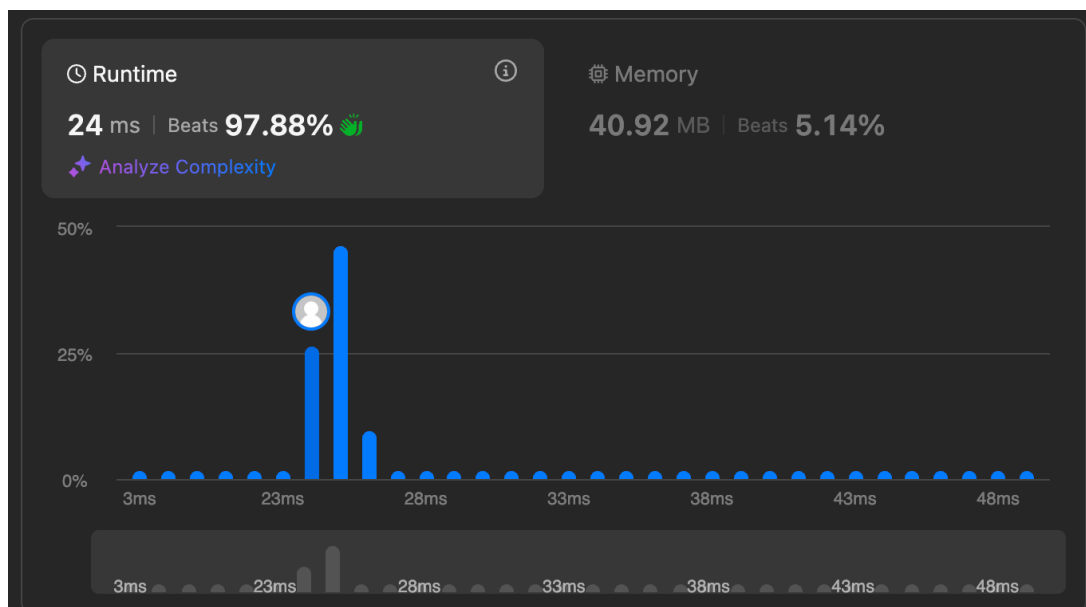 Runtime
24 ms | Beats 97.88%
Analyze Complexity
Memory
40.92 MB | Beats 5.14%
50%
25%
0%
3ms 23ms 28ms 33ms 38ms 43ms 48ms
3ms 23ms 28ms 33ms 38ms 43ms 48ms